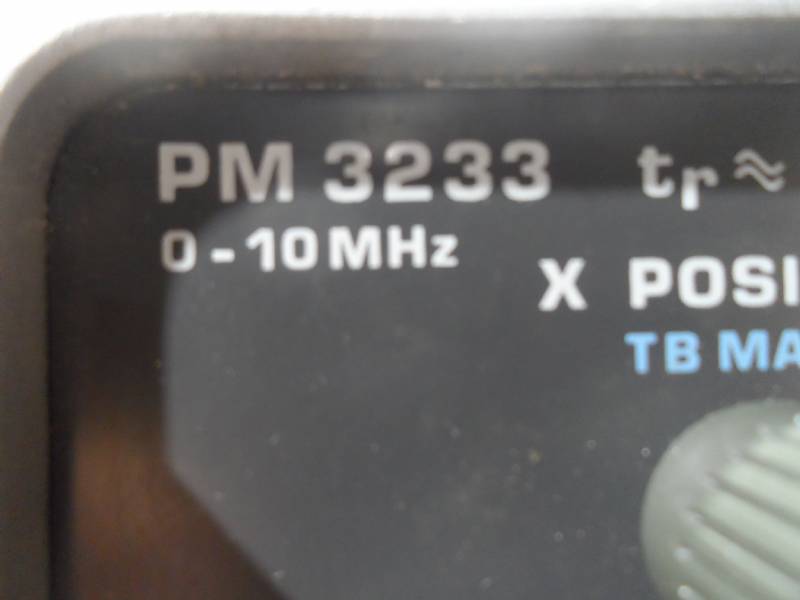 PM 3233 tr ≈
0-10MHz
X POSI
TB MA